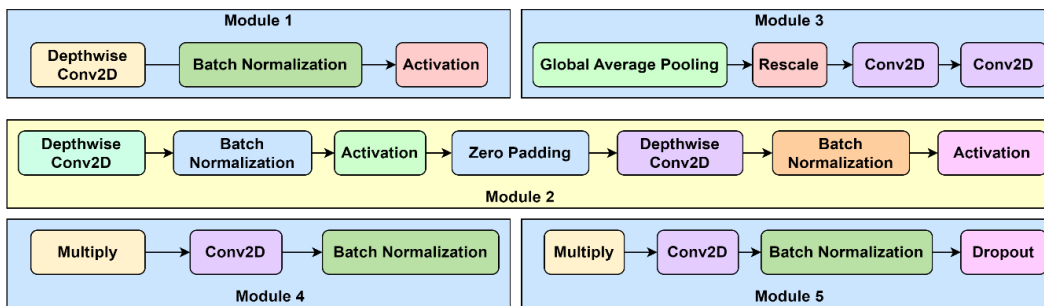 Module 1
Depthwise
Conv2D
Batch Normalization
Activation
Module 3
Global Average Pooling
Rescale
Conv2D
Conv2D
Depthwise
Conv2D
Batch
Normalization
Activation
Zero Padding
Depthwise
Conv2D
Batch
Normalization
Activation
Module 2
Multiply
Conv2D
Batch Normalization
Module 4
Multiply
Conv2D
Batch Normalization
Dropout
Module 5